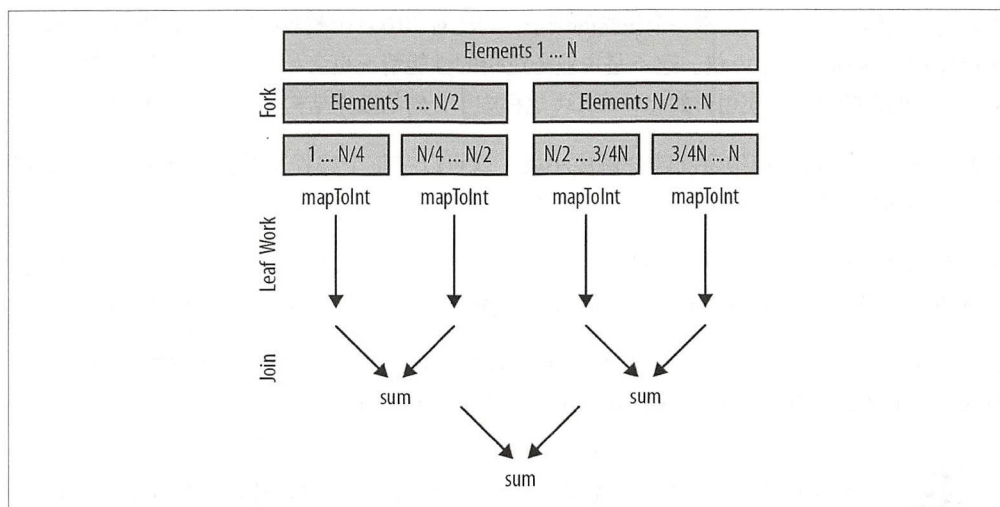 Elements 1 ... N
Fork
Elements 1 ... N/2
Elements N/2 ... N
1 ... N/4
N/4 ... N/2
N/2 ... 3/4N
3/4N ... N
mapToInt
mapToInt
mapToInt
mapToInt
Leaf Work
Join
sum
sum
sum